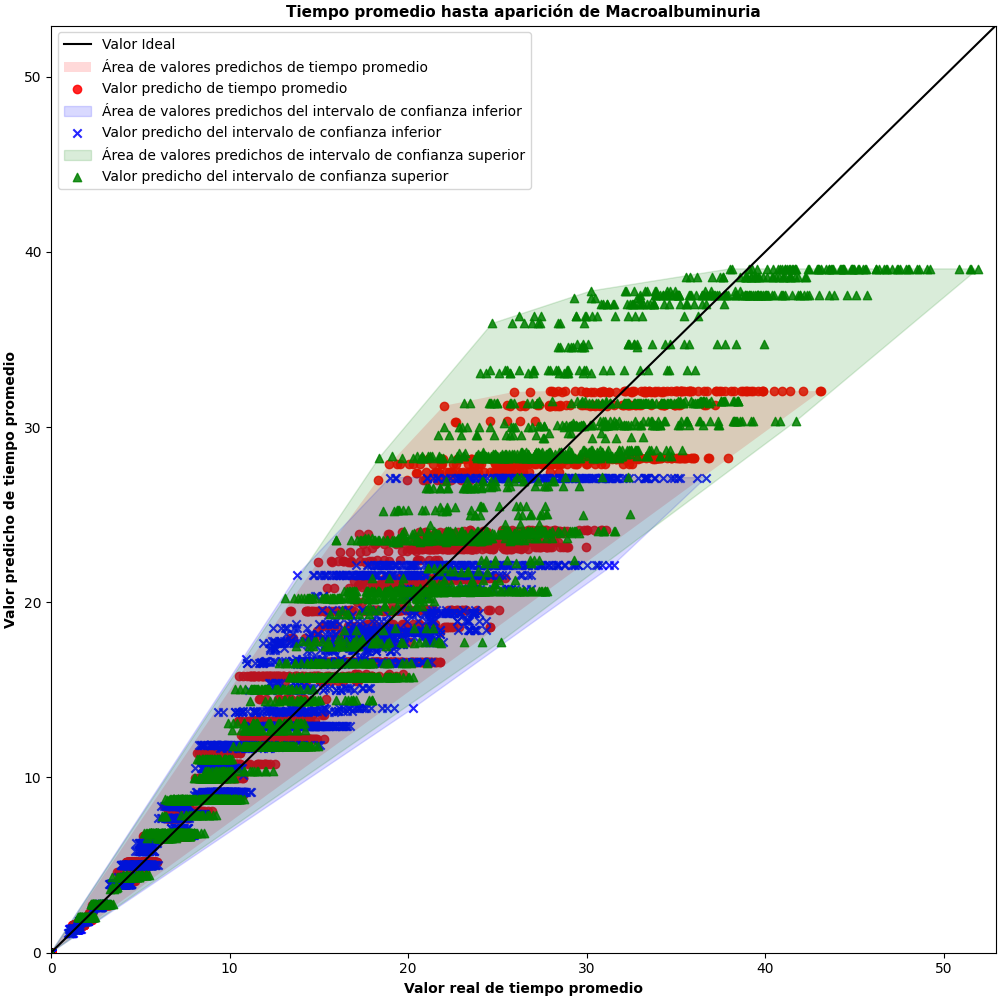 Tiempo promedio hasta aparición de Macroalbuminuria
Valor Ideal
Área de valores predichos de tiempo promedio
Valor predicho de tiempo promedio
Área de valores predichos del intervalo de confianza inferior
Valor predicho del intervalo de confianza inferior
Área de valores predichos de intervalo de confianza superior
Valor predicho del intervalo de confianza superior
Valor predicho de tiempo promedio
50
40
30
20
10
0
0 10 20 30 40 50
Valor real de tiempo promedio